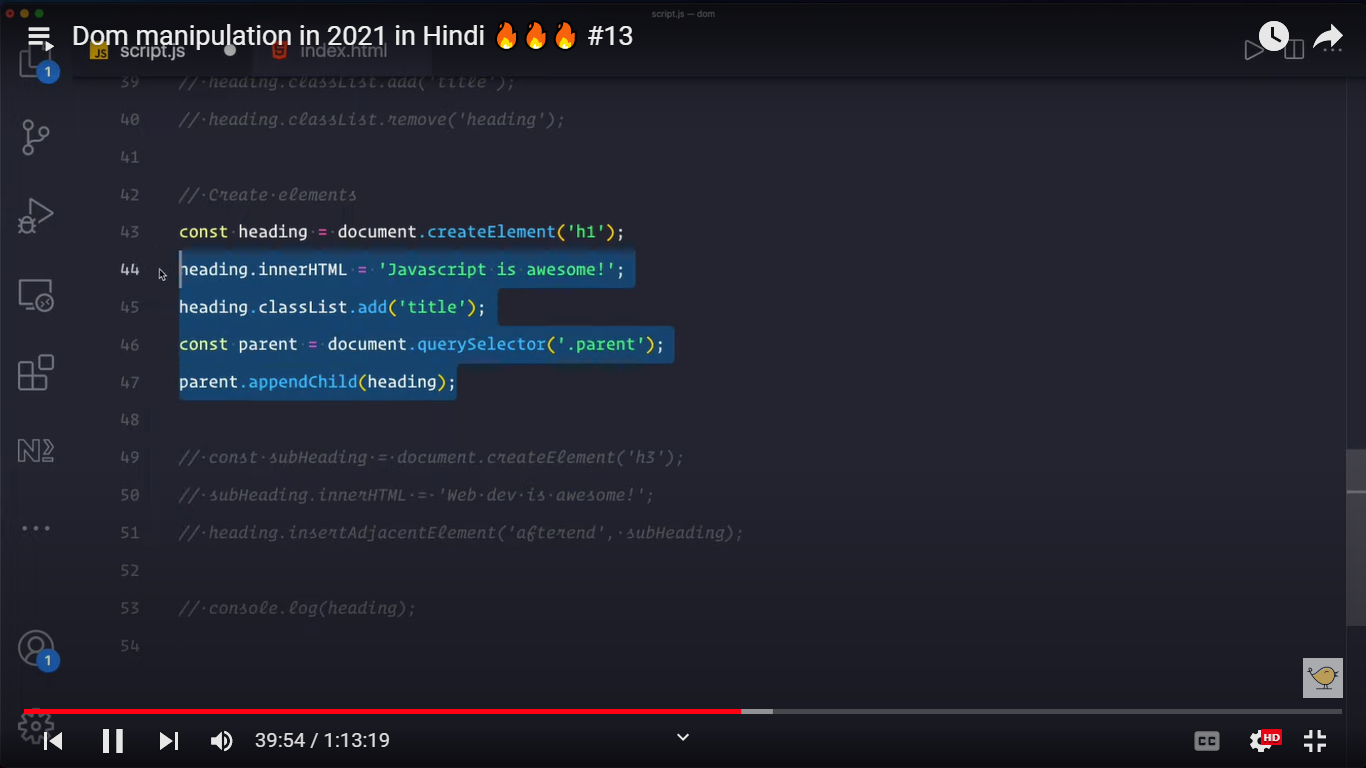 script.js — dom
Dom manipulation in 2021 in Hindi 🔥🔥🔥 #13
JS script.js index.html
1
39 // heading.classList.add('title');
40 // heading.classList.remove('heading');
41
42 // Create elements
43 const heading = document.createElement('h1');
44 heading.innerHTML = 'Javascript is awesome!';
45 heading.classList.add('title');
46 const parent = document.querySelector('.parent');
47 parent.appendChild(heading);
48
49 // const subHeading = document.createElement('h3');
50 // subHeading.innerHTML = 'Web dev is awesome!';
51 // heading.insertAdjacentElement('afterend', subHeading);
52
53 // console.log(heading);
54
1
39:54 / 1:13:19
CC
HD